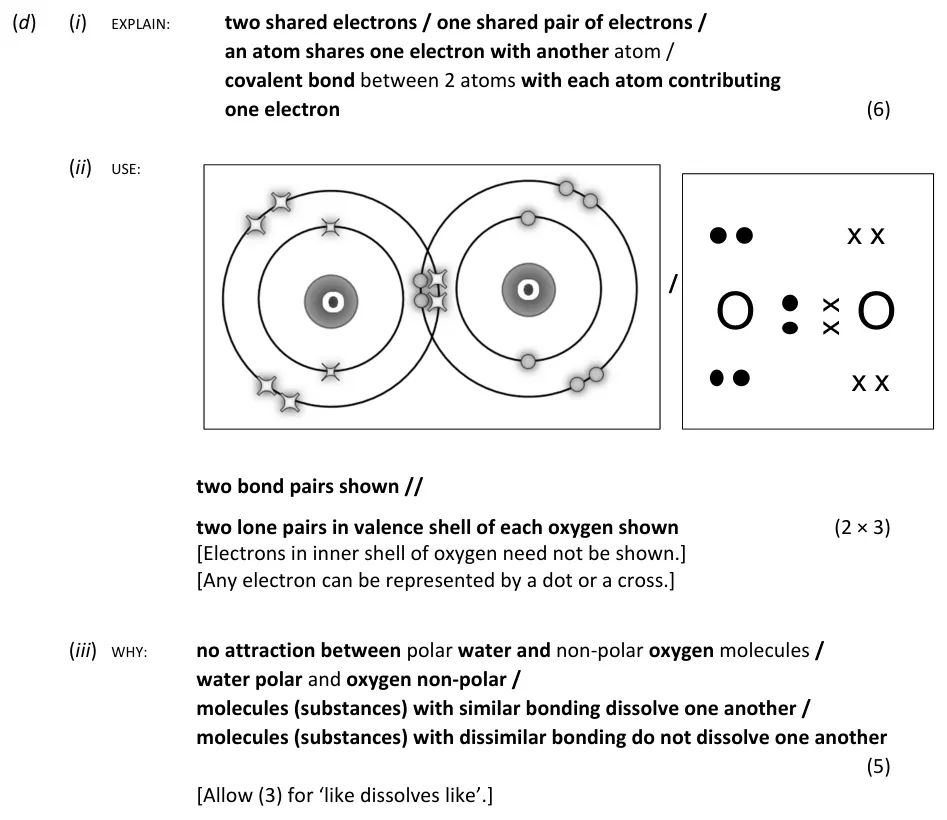 (d) (i) EXPLAIN: two shared electrons / one shared pair of electrons /
an atom shares one electron with another atom /
covalent bond between 2 atoms with each atom contributing
one electron (6)
(ii) USE:
O O
/
●● x x
O ● x O
● x
●● x x
two bond pairs shown //
two lone pairs in valence shell of each oxygen shown (2 × 3)
[Electrons in inner shell of oxygen need not be shown.]
[Any electron can be represented by a dot or a cross.]
(iii) WHY: no attraction between polar water and non-polar oxygen molecules /
water polar and oxygen non-polar /
molecules (substances) with similar bonding dissolve one another /
molecules (substances) with dissimilar bonding do not dissolve one another
(5)
[Allow (3) for ‘like dissolves like’.]